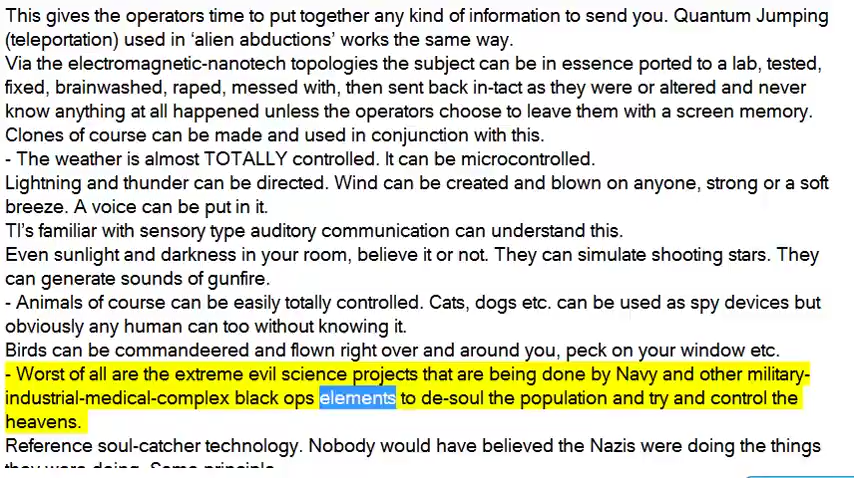 This gives the operators time to put together any kind of information to send you. Quantum Jumping
(teleportation) used in ‘alien abductions’ works the same way.
Via the electromagnetic-nanotech topologies the subject can be in essence ported to a lab, tested,
fixed, brainwashed, raped, messed with, then sent back in-tact as they were or altered and never
know anything at all happened unless the operators choose to leave them with a screen memory.
Clones of course can be made and used in conjunction with this.
- The weather is almost TOTALLY controlled. It can be microcontrolled.
Lightning and thunder can be directed. Wind can be created and blown on anyone, strong or a soft
breeze. A voice can be put in it.
TI’s familiar with sensory type auditory communication can understand this.
Even sunlight and darkness in your room, believe it or not. They can simulate shooting stars. They
can generate sounds of gunfire.
- Animals of course can be easily totally controlled. Cats, dogs etc. can be used as spy devices but
obviously any human can too without knowing it.
Birds can be commandeered and flown right over and around you, peck on your window etc.
- Worst of all are the extreme evil science projects that are being done by Navy and other military-
industrial-medical-complex black ops elements to de-soul the population and try and control the
heavens.
Reference soul-catcher technology. Nobody would have believed the Nazis were doing the things
they were doing. Same principle.